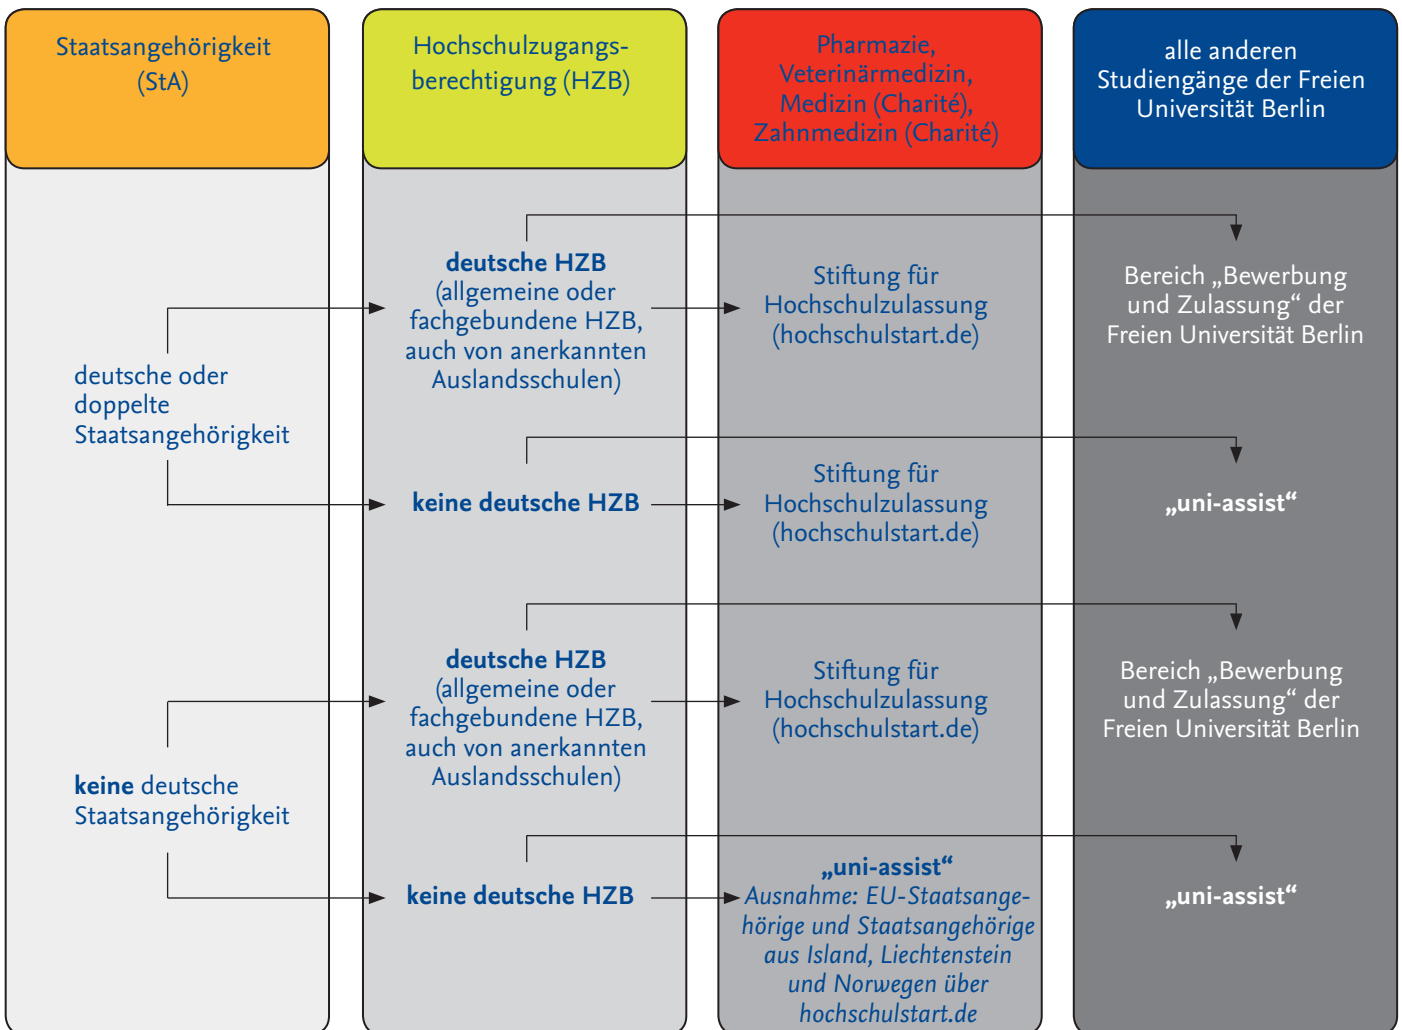 Staatsangehörigkeit
(StA)
Hochschulzugangs-
berechtigung (HZB)
Pharmazie,
Veterinärmedizin,
Medizin (Charité),
Zahnmedizin (Charité)
alle anderen
Studiengänge der Freien
Universität Berlin
deutsche oder
doppelte
Staatsangehörigkeit
deutsche HZB
(allgemeine oder
fachgebundene HZB,
auch von anerkannten
Auslandsschulen)
Stiftung für
Hochschulzulassung
(hochschulstart.de)
Bereich „Bewerbung
und Zulassung“ der
Freien Universität Berlin
keine deutsche HZB
Stiftung für
Hochschulzulassung
(hochschulstart.de)
„uni-assist“
keine deutsche
Staatsangehörigkeit
deutsche HZB
(allgemeine oder
fachgebundene HZB,
auch von anerkannten
Auslandsschulen)
Stiftung für
Hochschulzulassung
(hochschulstart.de)
Bereich „Bewerbung
und Zulassung“ der
Freien Universität Berlin
keine deutsche HZB
„uni-assist“
Ausnahme: EU-Staatsange-
hörige und Staatsangehörige
aus Island, Liechtenstein
und Norwegen über
hochschulstart.de
„uni-assist“